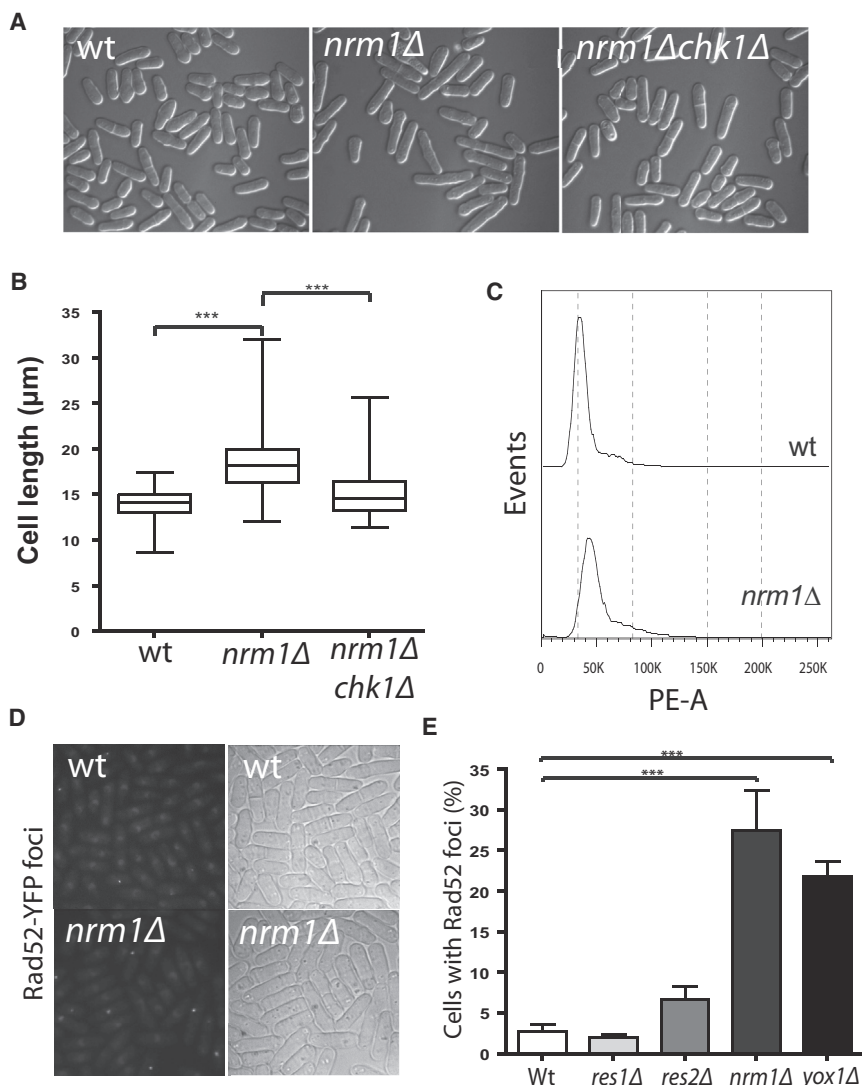 A
wt
nrm1Δ
nrm1Δchk1Δ
B
Cell length (μm)
35
30
25
20
15
10
5
0
***
***
wt
nrm1Δ
nrm1Δ
chk1Δ
C
Events
wt
nrm1Δ
0
50K
100K
150K
200K
250K
PE-A
D
Rad52-YFP foci
wt
wt
nrm1Δ
nrm1Δ
E
Cells with Rad52 foci (%)
35
30
25
20
15
10
5
0
***
***
Wt
res1Δ
res2Δ
nrm1Δ
yox1Δ